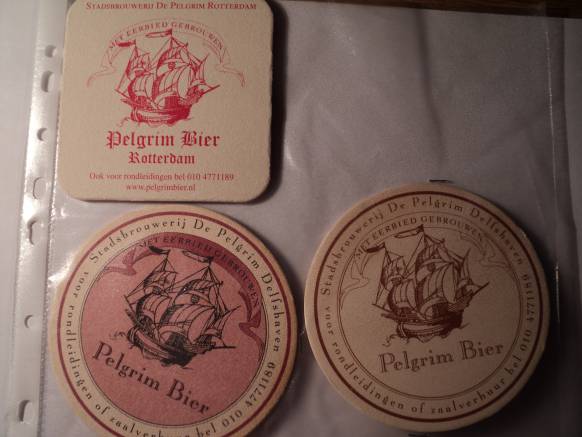 STADSBROUWERIJ DE PELGRIM ROTTERDAM
MET EERBIED GEBROUWEN
Pelgrim Bier
Rotterdam
Ook voor rondleidingen bel 010 4771189
www.pelgrimbier.nl
Stadsbrouwerij De Pelgrim Delfshaven
MET EERBIED GEBROUWEN
Pelgrim Bier
voor rondleidingen of zaalverhuur bel 010 4771189
Stadsbrouwerij De Pelgrim Delfshaven
MET EERBIED GEBROUWEN
Pelgrim Bier
voor rondleidingen of zaalverhuur bel 010 4771189